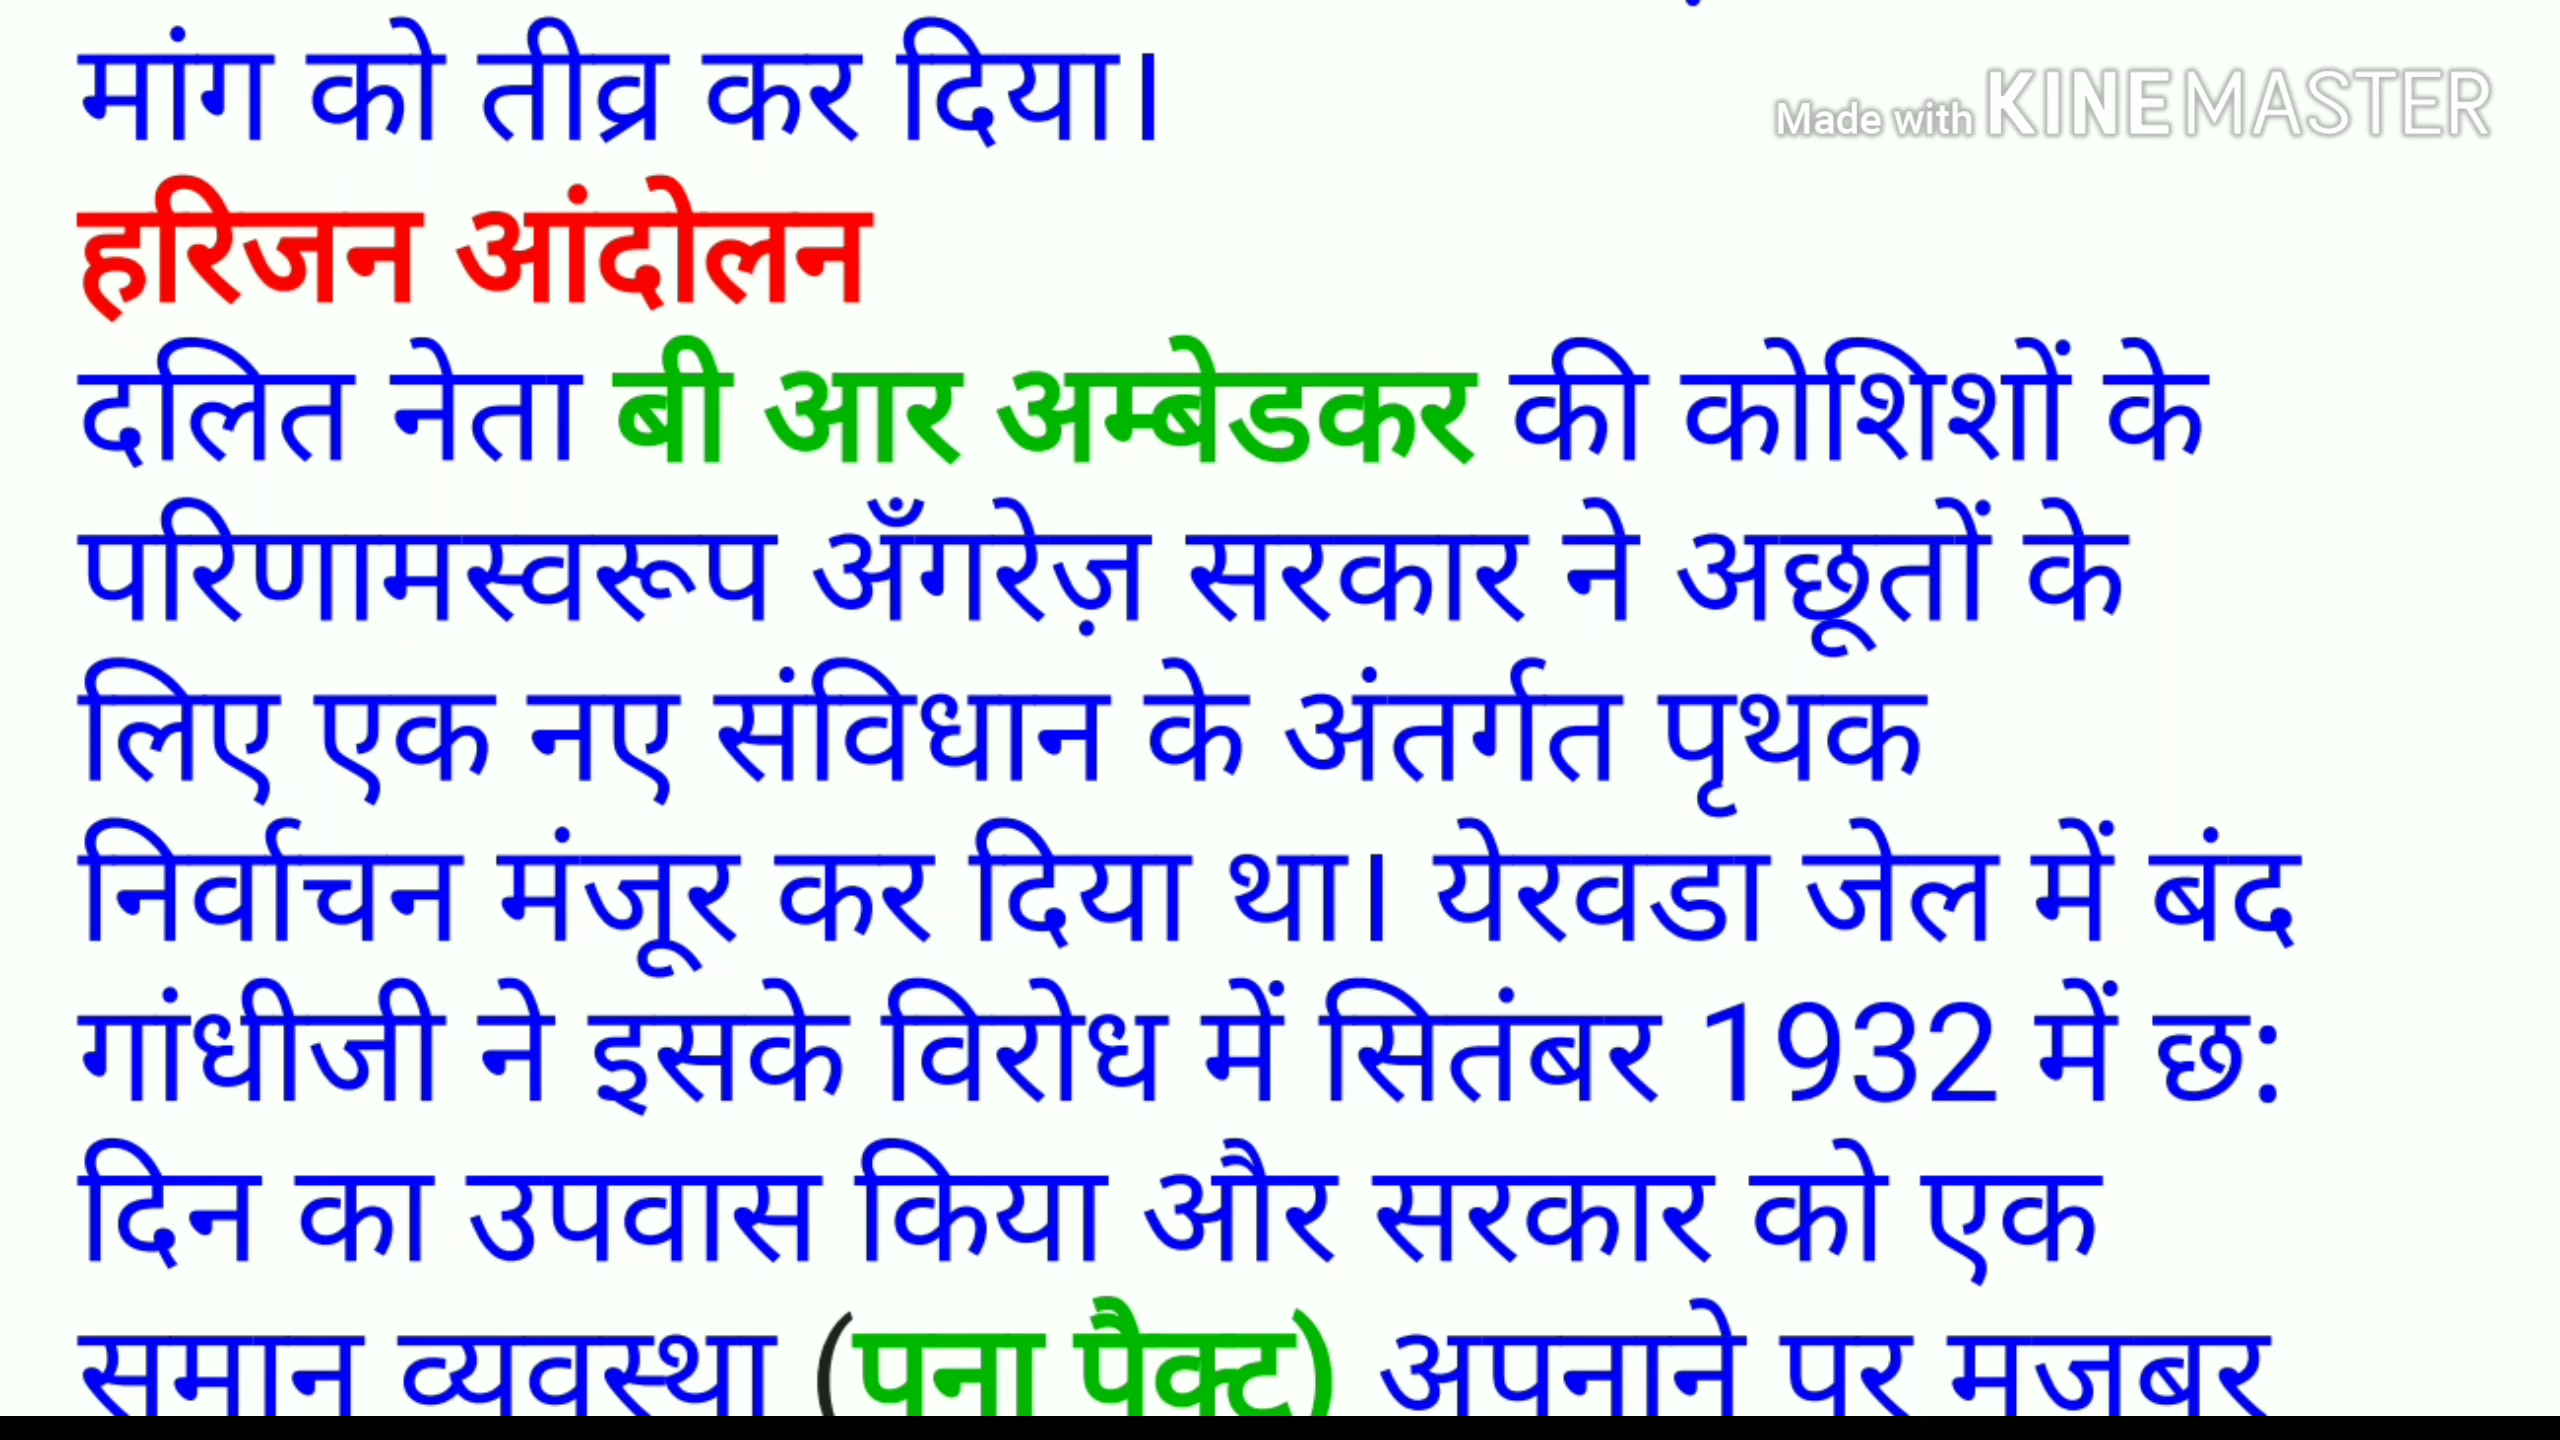 मांग को तीव्र कर दिया।
Made with KINEMASTER
हरिजन आंदोलन
दलित नेता बी आर अम्बेडकर की कोशिशों के
परिणामस्वरूप अँगरेज़ सरकार ने अछूतों के
लिए एक नए संविधान के अंतर्गत पृथक
निर्वाचन मंजूर कर दिया था। येरवडा जेल में बंद
गांधीजी ने इसके विरोध में सितंबर 1932 में छ:
दिन का उपवास किया और सरकार को एक
समान व्यवस्था (पूना पैक्ट) अपनाने पर मजबूर